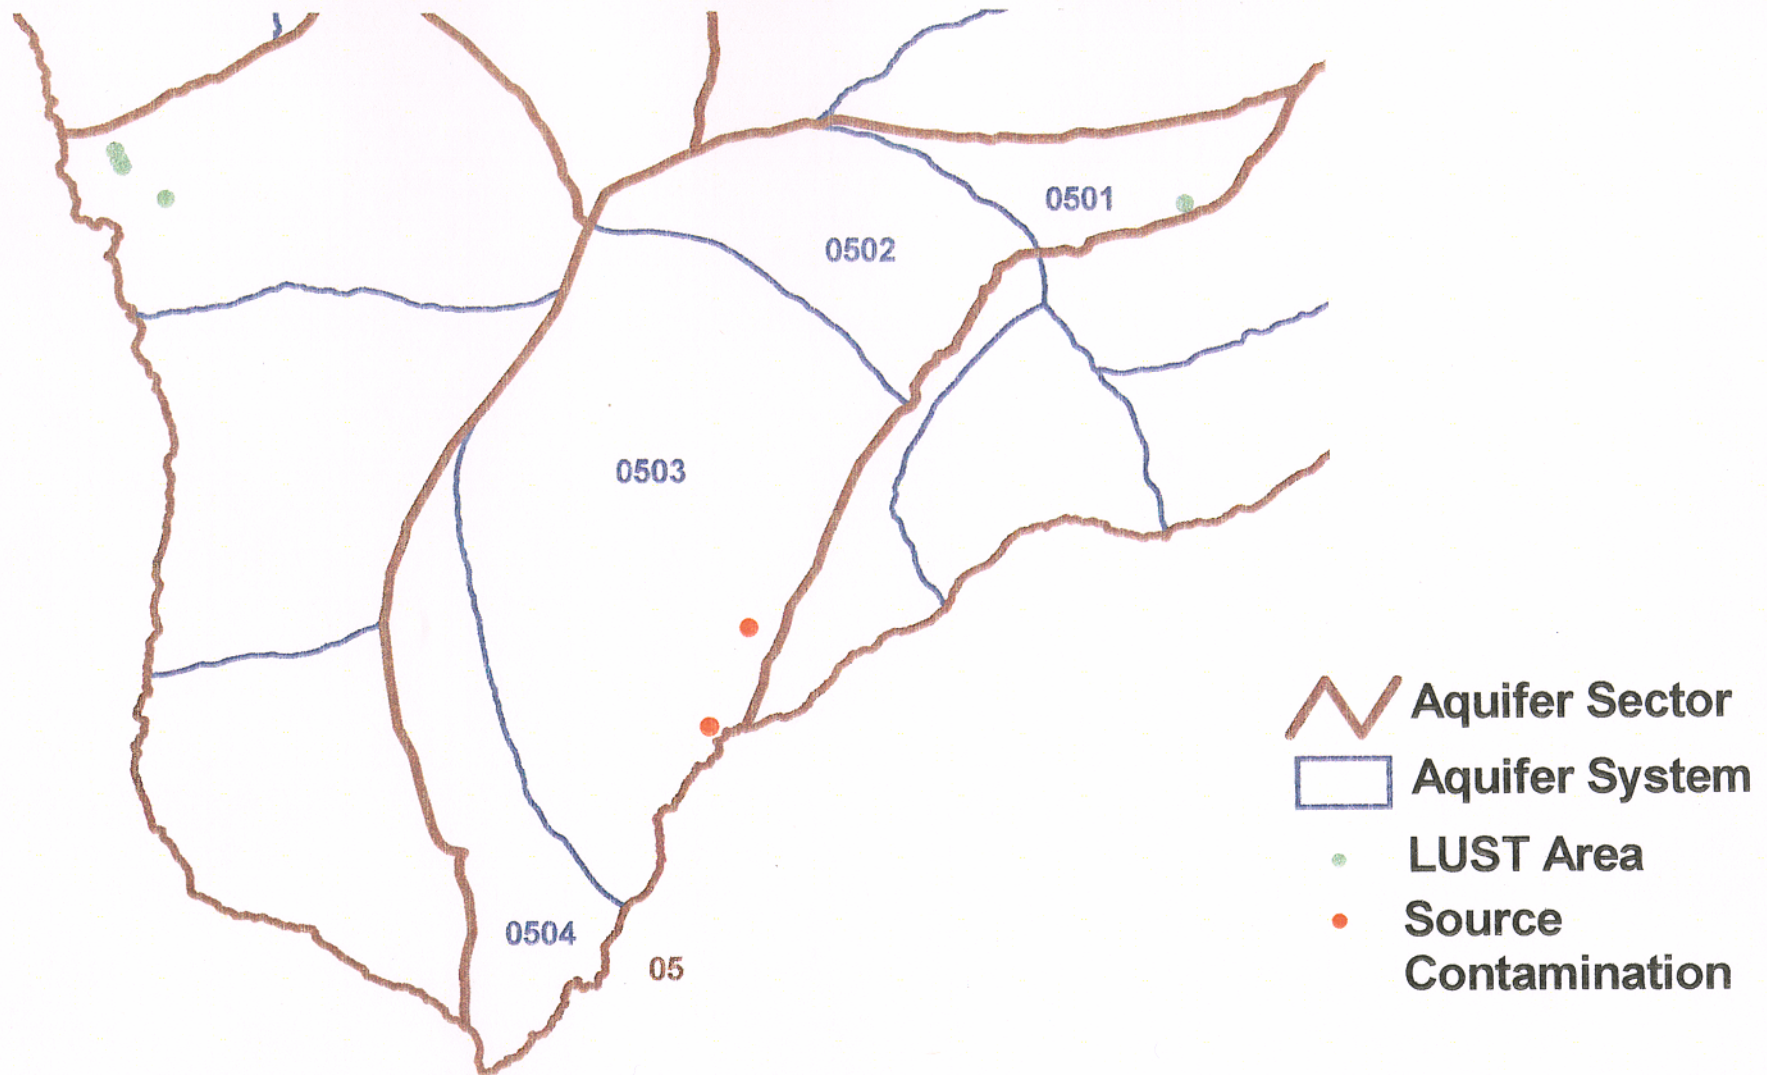 0501
0502
0503
0504
05
Aquifer Sector
Aquifer System
LUST Area
Source
Contamination